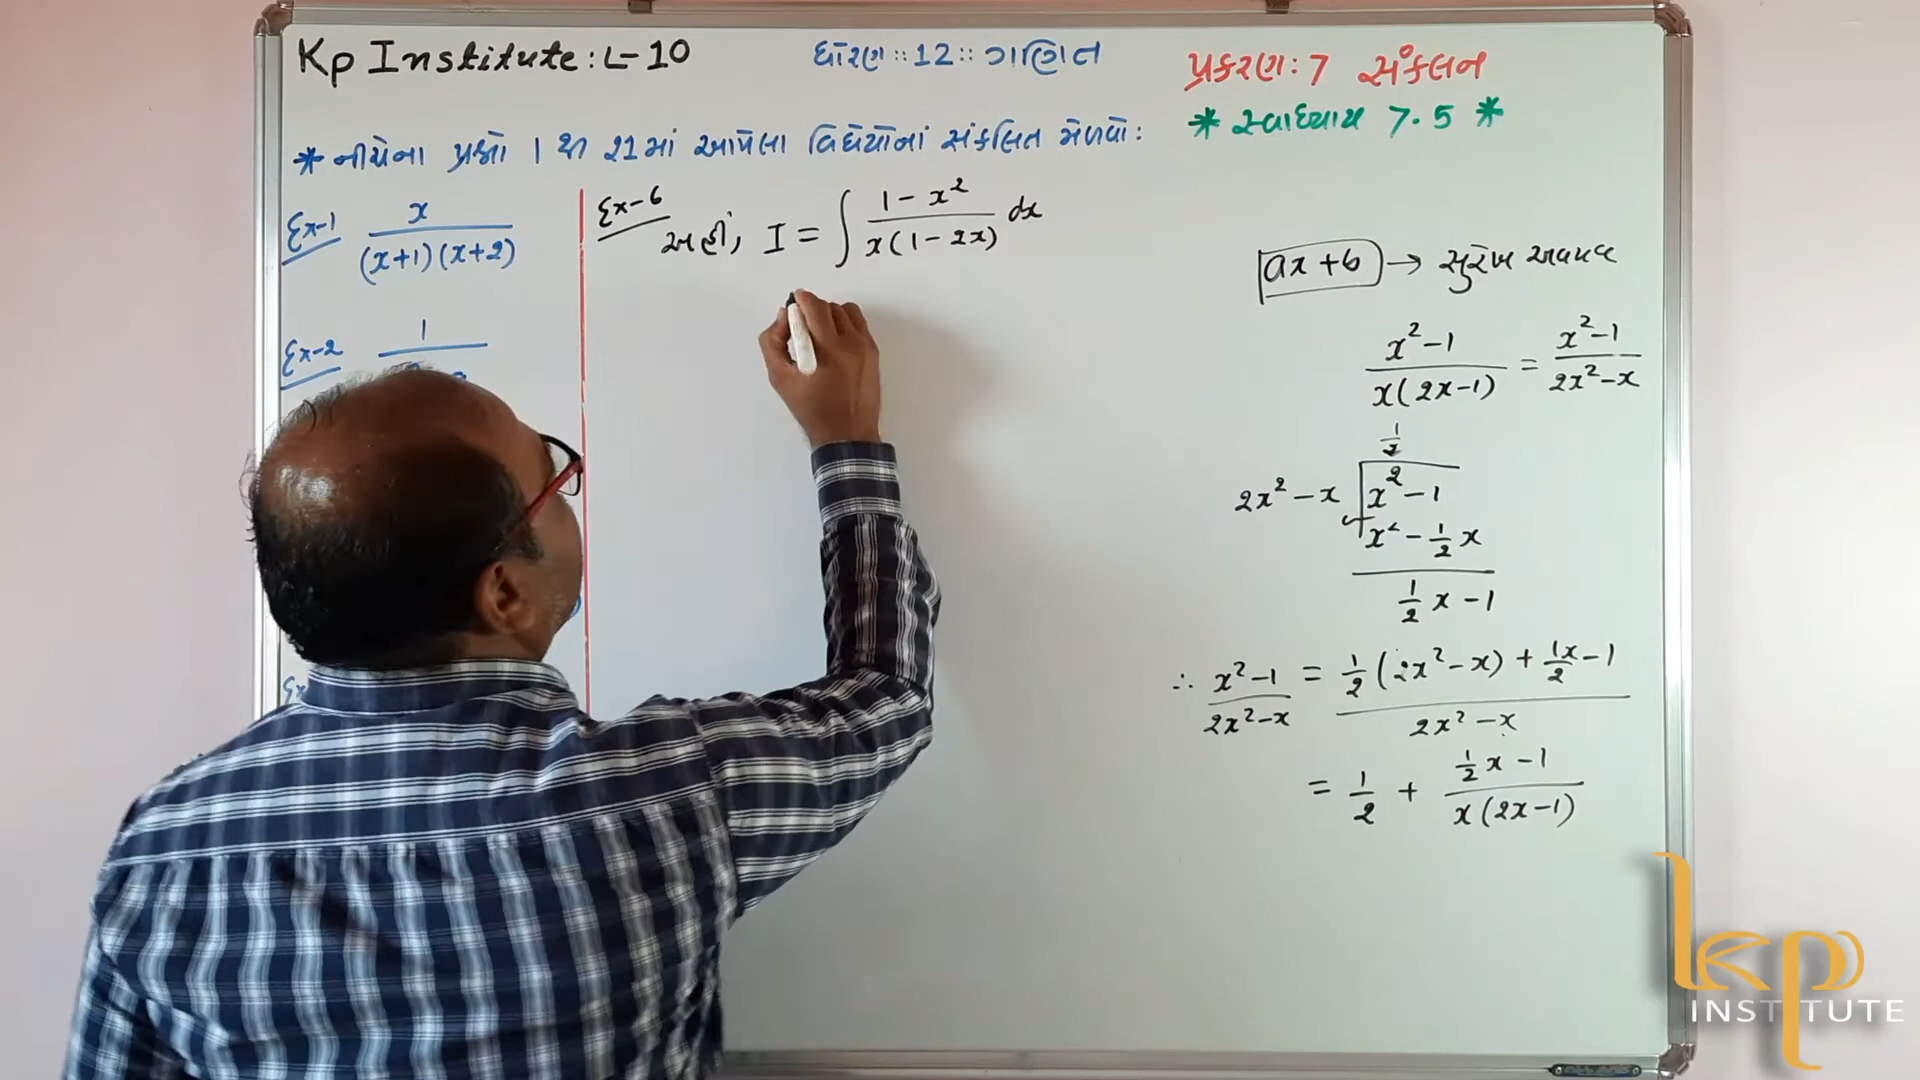 Kp Institute: L-10
ધોરણ :: 12 :: ગણિત
પ્રકરણ: 7 સંકલન
* સ્વાધ્યાય 7.5 *
* નીચેના પ્રશ્નો 1 થી 21માં આપેલા વિધેયોનાં સંકલિત મેળવો:
Ex-1 x / (x+1)(x+2)
Ex-2 1 /
Ex-6
અહીં, I = ∫ (1 - x²) / x(1 - 2x) dx
ax + b → સુરેખ અવયવ
(x² - 1) / x(2x - 1) = (x² - 1) / (2x² - x)
1/2
2x² - x ) x² - 1
x² - 1/2 x
1/2 x - 1
∴ (x² - 1) / (2x² - x) = (1/2 (2x² - x) + 1/2 x - 1) / (2x² - x)
= 1/2 + (1/2 x - 1) / x(2x - 1)
kp
INSTITUTE